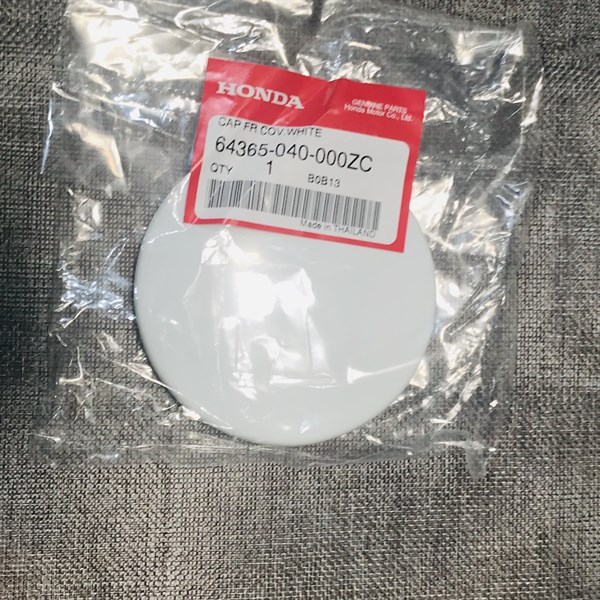 HONDA
GENUINE PARTS
Honda Motor Co., Ltd.
CAP.FR COV.WHITE
64365-040-000ZC
QTY 1 B0B13
Made in THAILAND